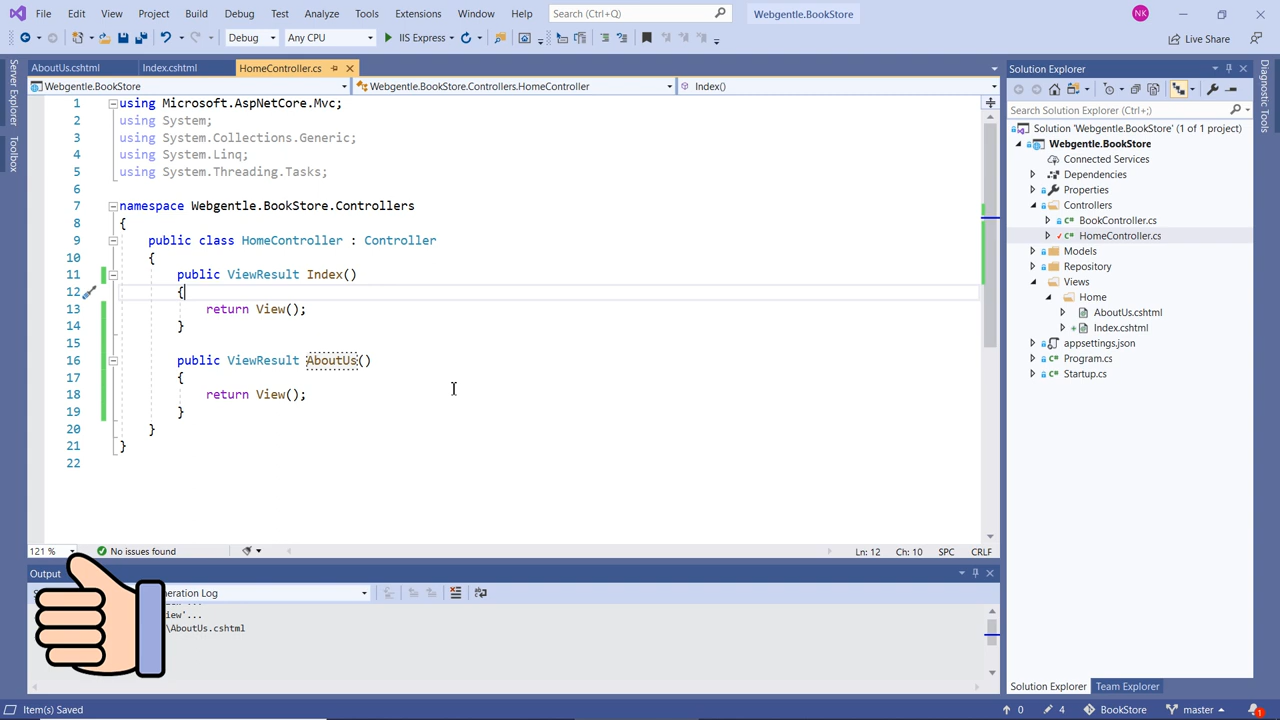 File Edit View Project Build Debug Test Analyze Tools Extensions Window Help Search (Ctrl+Q) Webgentle.BookStore NK
Debug Any CPU IIS Express Live Share
AboutUs.cshtml Index.cshtml HomeController.cs
Webgentle.BookStore Webgentle.BookStore.Controllers.HomeController Index()
Server Explorer
Toolbox
1 using Microsoft.AspNetCore.Mvc;
2 using System;
3 using System.Collections.Generic;
4 using System.Linq;
5 using System.Threading.Tasks;
6
7 namespace Webgentle.BookStore.Controllers
8 {
9 public class HomeController : Controller
10 {
11 public ViewResult Index()
12 {
13 return View();
14 }
15
16 public ViewResult AboutUs()
17 {
18 return View();
19 }
20 }
21 }
22
121 % No issues found Ln: 12 Ch: 10 SPC CRLF
Output
neration Log
iew'...
\AboutUs.cshtml
Solution Explorer
Search Solution Explorer (Ctrl+;)
Solution 'Webgentle.BookStore' (1 of 1 project)
Webgentle.BookStore
Connected Services
Dependencies
Properties
Controllers
BookController.cs
HomeController.cs
Models
Repository
Views
Home
AboutUs.cshtml
Index.cshtml
appsettings.json
Program.cs
Startup.cs
Solution Explorer Team Explorer
Diagnostic Tools
Item(s) Saved 0 4 BookStore master 1